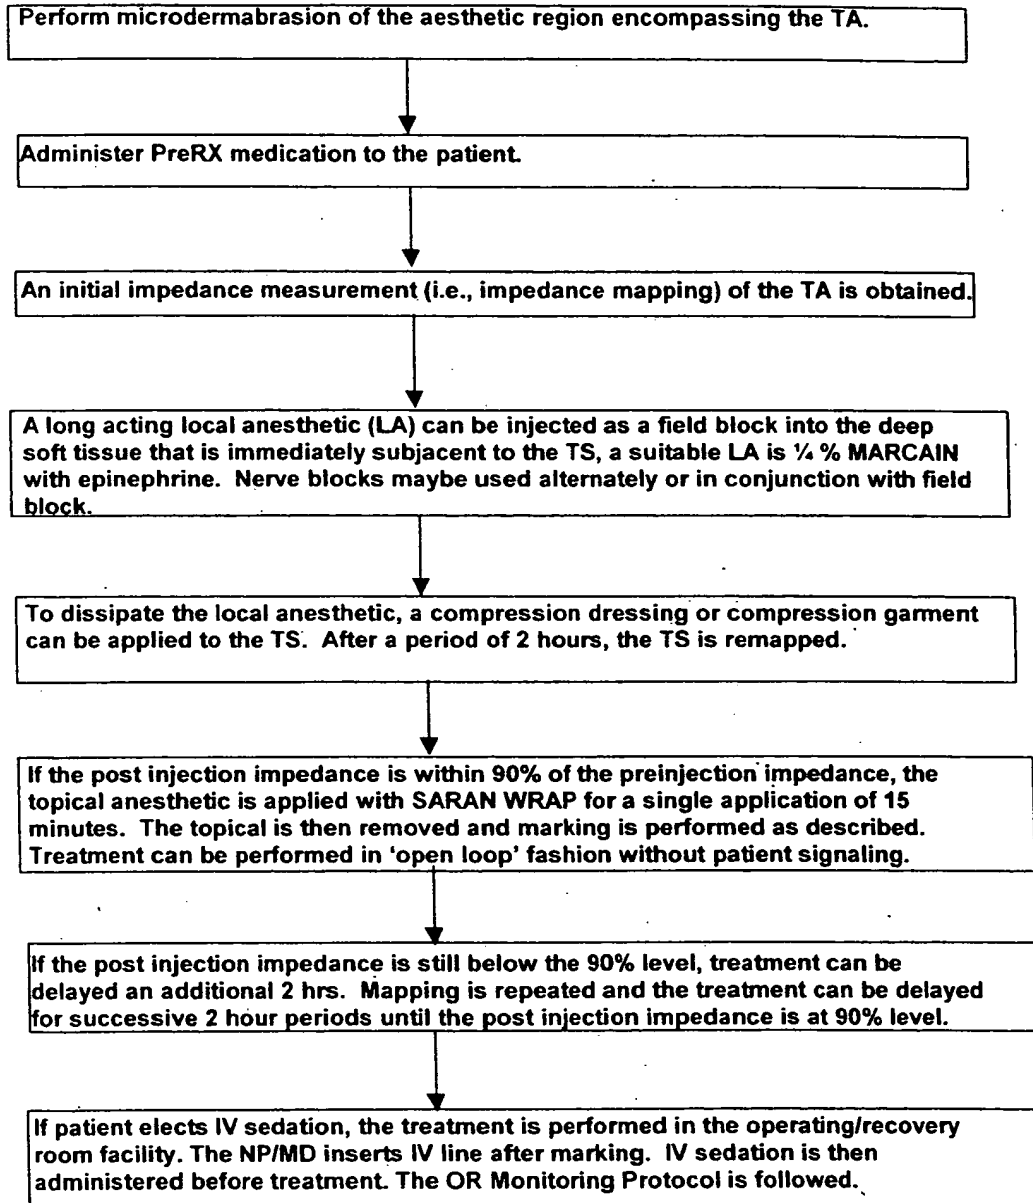 Perform microdermabrasion of the aesthetic region encompassing the TA.
Administer PreRX medication to the patient.
An initial impedance measurement (i.e., impedance mapping) of the TA is obtained.
A long acting local anesthetic (LA) can be injected as a field block into the deep
soft tissue that is immediately subjacent to the TS, a suitable LA is ¼ % MARCAIN
with epinephrine. Nerve blocks maybe used alternately or in conjunction with field
block.
To dissipate the local anesthetic, a compression dressing or compression garment
can be applied to the TS. After a period of 2 hours, the TS is remapped.
If the post injection impedance is within 90% of the preinjection impedance, the
topical anesthetic is applied with SARAN WRAP for a single application of 15
minutes. The topical is then removed and marking is performed as described.
Treatment can be performed in 'open loop' fashion without patient signaling.
If the post injection impedance is still below the 90% level, treatment can be
delayed an additional 2 hrs. Mapping is repeated and the treatment can be delayed
for successive 2 hour periods until the post injection impedance is at 90% level.
If patient elects IV sedation, the treatment is performed in the operating/recovery
room facility. The NP/MD inserts IV line after marking. IV sedation is then
administered before treatment. The OR Monitoring Protocol is followed.